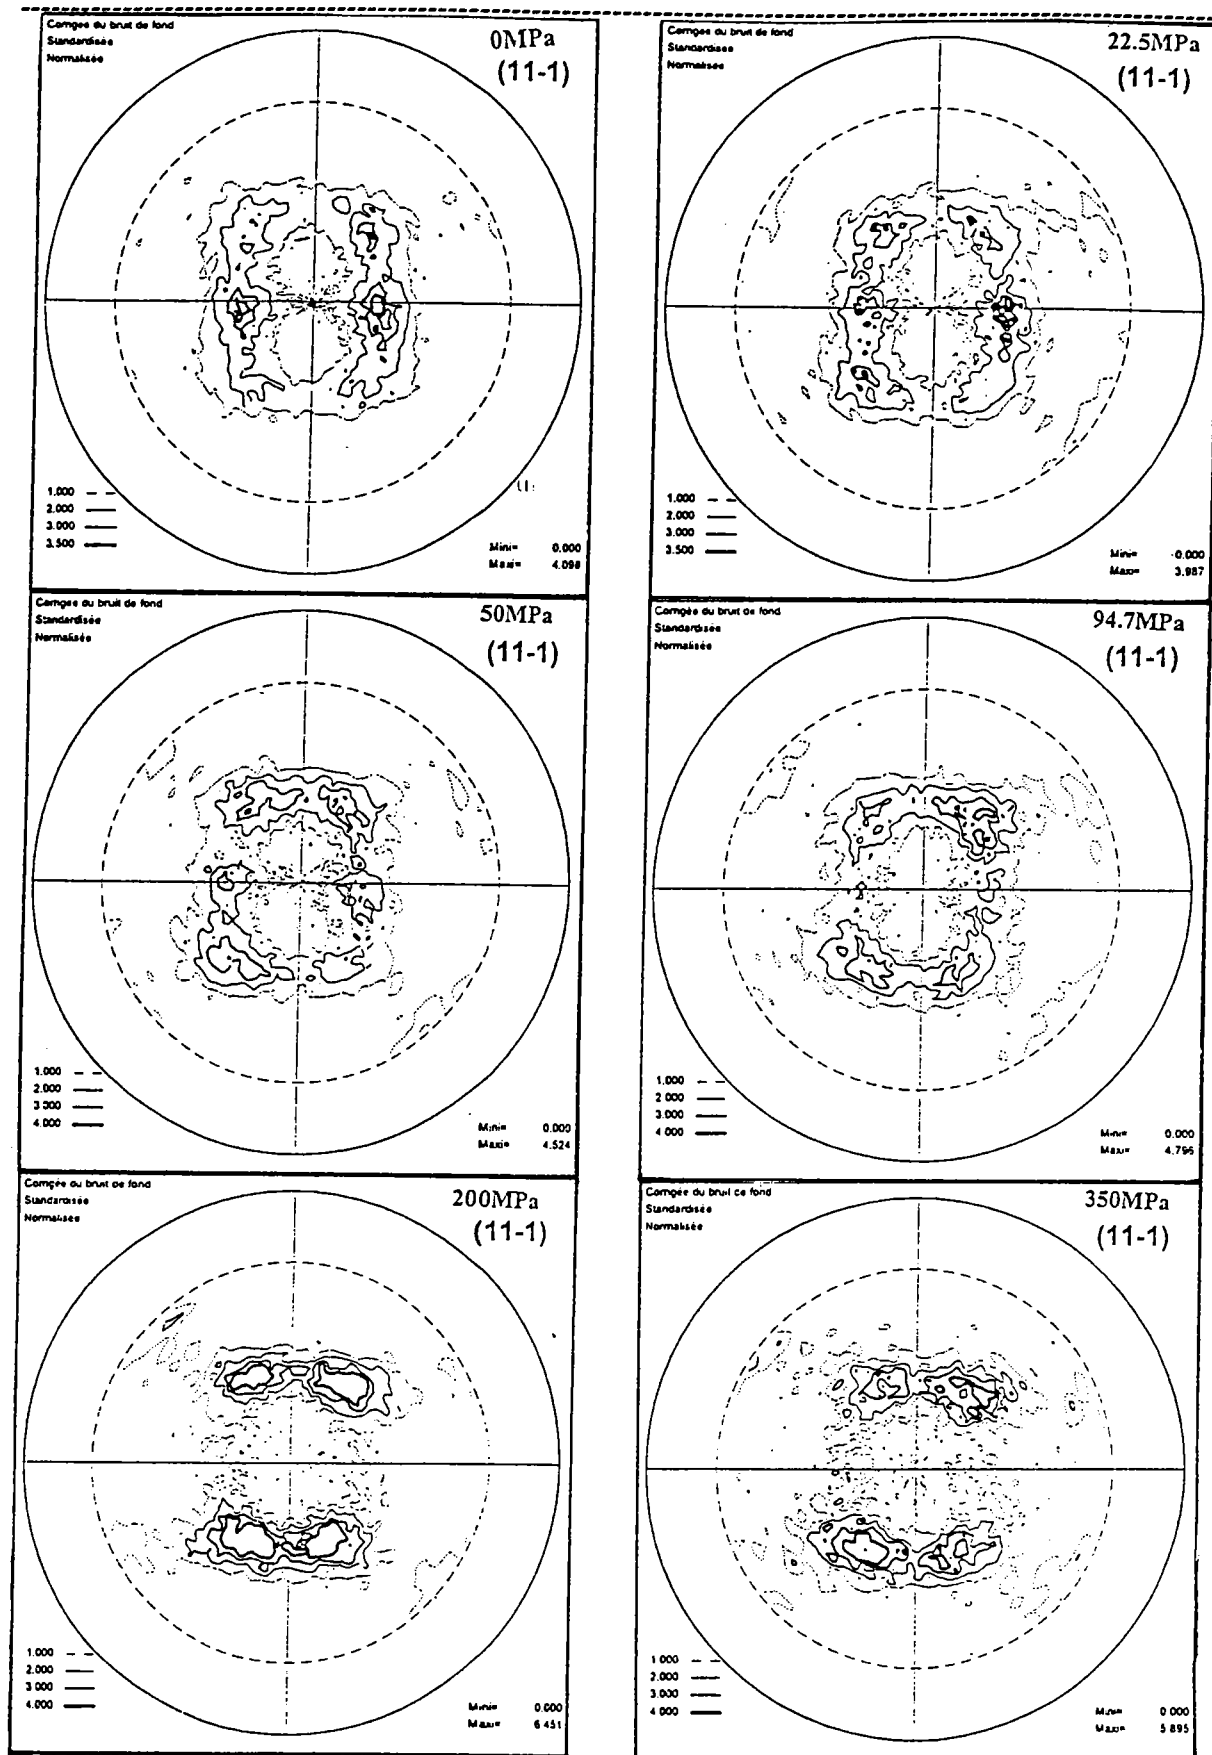 Corrigée du bruit de fond
Standardisée
Normalisée
0MPa
(11-1)
1.000
2.000
3.000
3.500
Mini= 0.000
Maxi= 4.098
Corrigée du bruit de fond
Standardisée
Normalisée
22.5MPa
(11-1)
1.000
2.000
3.000
3.500
Mini= -0.000
Maxi= 3.987
Corrigée du bruit de fond
Standardisée
Normalisée
50MPa
(11-1)
1.000
2.000
3.000
4.000
Mini= 0.000
Maxi= 4.524
Corrigée du bruit de fond
Standardisée
Normalisée
94.7MPa
(11-1)
1.000
2.000
3.000
4.000
Mini= 0.000
Maxi= 4.796
Corrigée du bruit de fond
Standardisée
Normalisée
200MPa
(11-1)
1.000
2.000
3.000
4.000
Mini= 0.000
Maxi= 6.451
Corrigée du bruit de fond
Standardisée
Normalisée
350MPa
(11-1)
1.000
2.000
3.000
4.000
Mini= 0.000
Maxi= 5.895